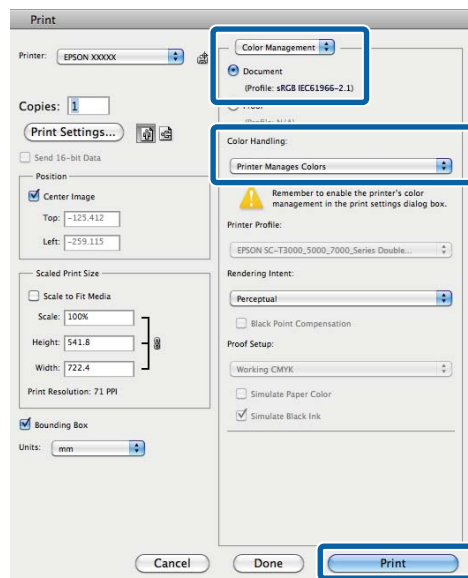 Print
Printer: EPSON XXXXX
Copies: 1
Print Settings...
Send 16-bit Data
Position
Center Image
Top: -125.412
Left: -259.115
Scaled Print Size
Scale to Fit Media
Scale: 100%
Height: 541.8
Width: 722.4
Print Resolution: 71 PPI
Bounding Box
Units: mm
Color Management
Document
(Profile: sRGB IEC61966-2.1)
Color Handling:
Printer Manages Colors
Remember to enable the printer's color
management in the print settings dialog box.
Printer Profile:
EPSON SC-T3000_5000_7000_Series Double...
Rendering Intent:
Perceptual
Black Point Compensation
Proof Setup:
Working CMYK
Simulate Paper Color
Simulate Black Ink
Cancel
Done
Print